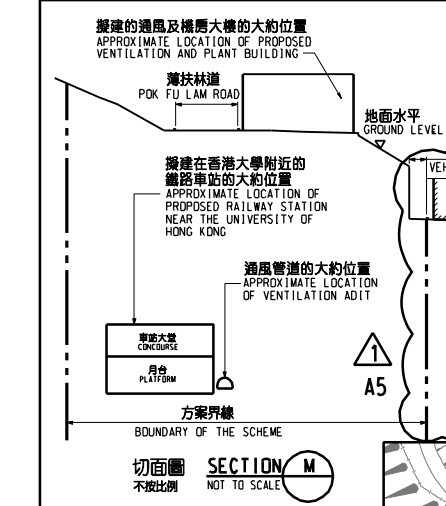 擬建的通風及機房大樓的大約位置
APPROXIMATE LOCATION OF PROPOSED
VENTILATION AND PLANT BUILDING
薄扶林道
POK FU LAM ROAD
地面水平
GROUND LEVEL
VEH
擬建在香港大學附近的
鐵路車站的大約位置
APPROXIMATE LOCATION OF
PROPOSED RAILWAY STATION
NEAR THE UNIVERSITY OF
HONG KONG
通風管道的大約位置
APPROXIMATE LOCATION
OF VENTILATION ADIT
車站大堂
CONCOURSE
月台
PLATFORM
1
A5
方案界線
BOUNDARY OF THE SCHEME
切面圖 SECTION M
不按比例 NOT TO SCALE